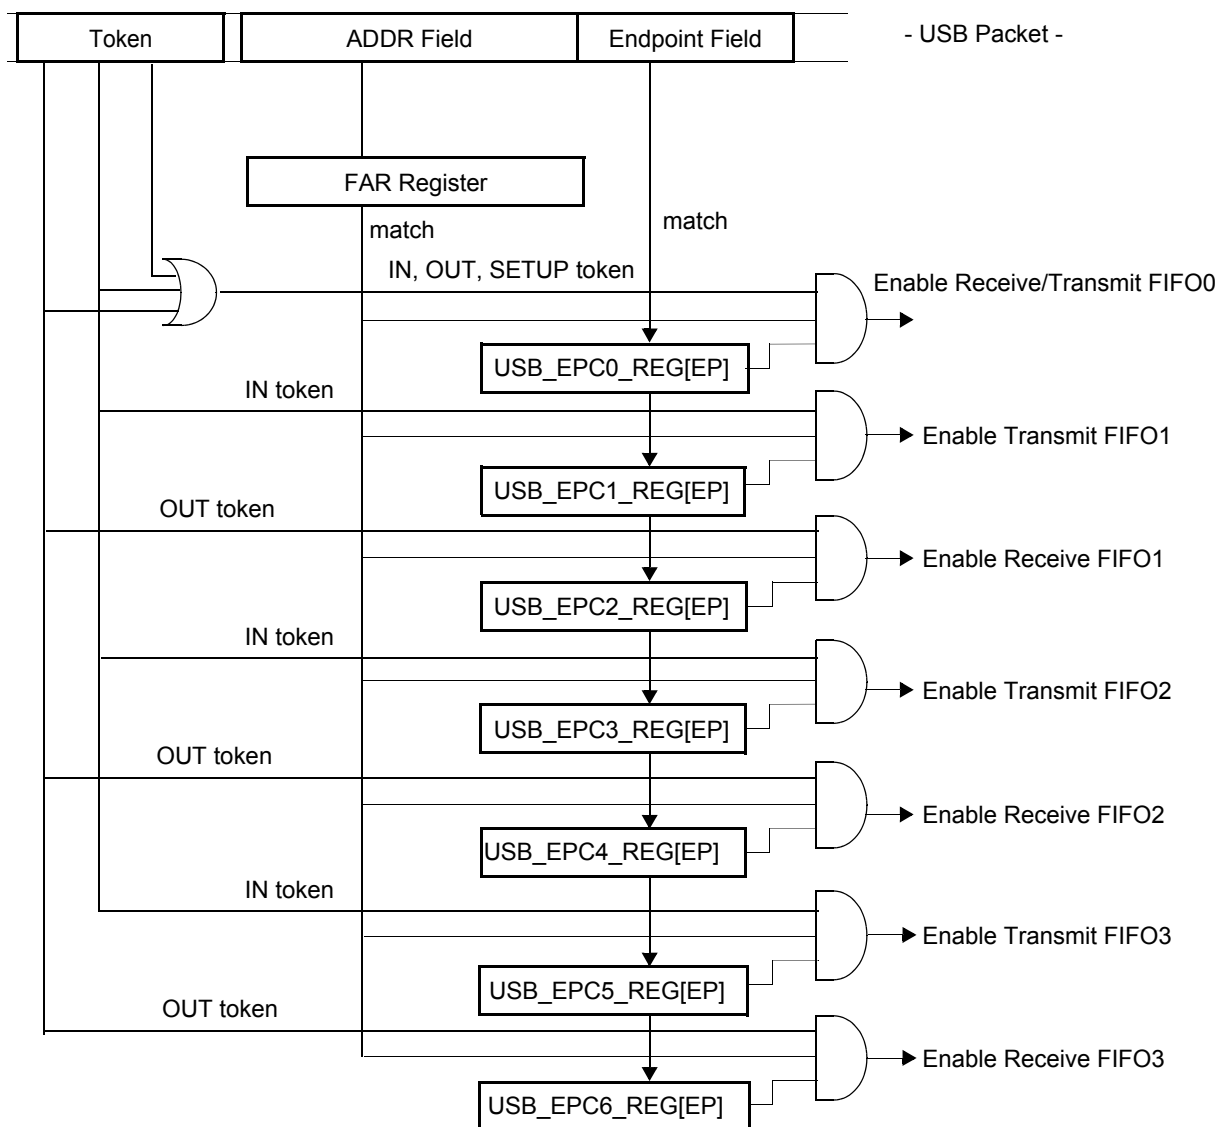 Token
ADDR Field
Endpoint Field
- USB Packet -
FAR Register
match
match
IN, OUT, SETUP token
Enable Receive/Transmit FIFO0
USB_EPC0_REG[EP]
IN token
Enable Transmit FIFO1
USB_EPC1_REG[EP]
OUT token
Enable Receive FIFO1
USB_EPC2_REG[EP]
IN token
Enable Transmit FIFO2
USB_EPC3_REG[EP]
OUT token
Enable Receive FIFO2
USB_EPC4_REG[EP]
IN token
Enable Transmit FIFO3
USB_EPC5_REG[EP]
OUT token
Enable Receive FIFO3
USB_EPC6_REG[EP]